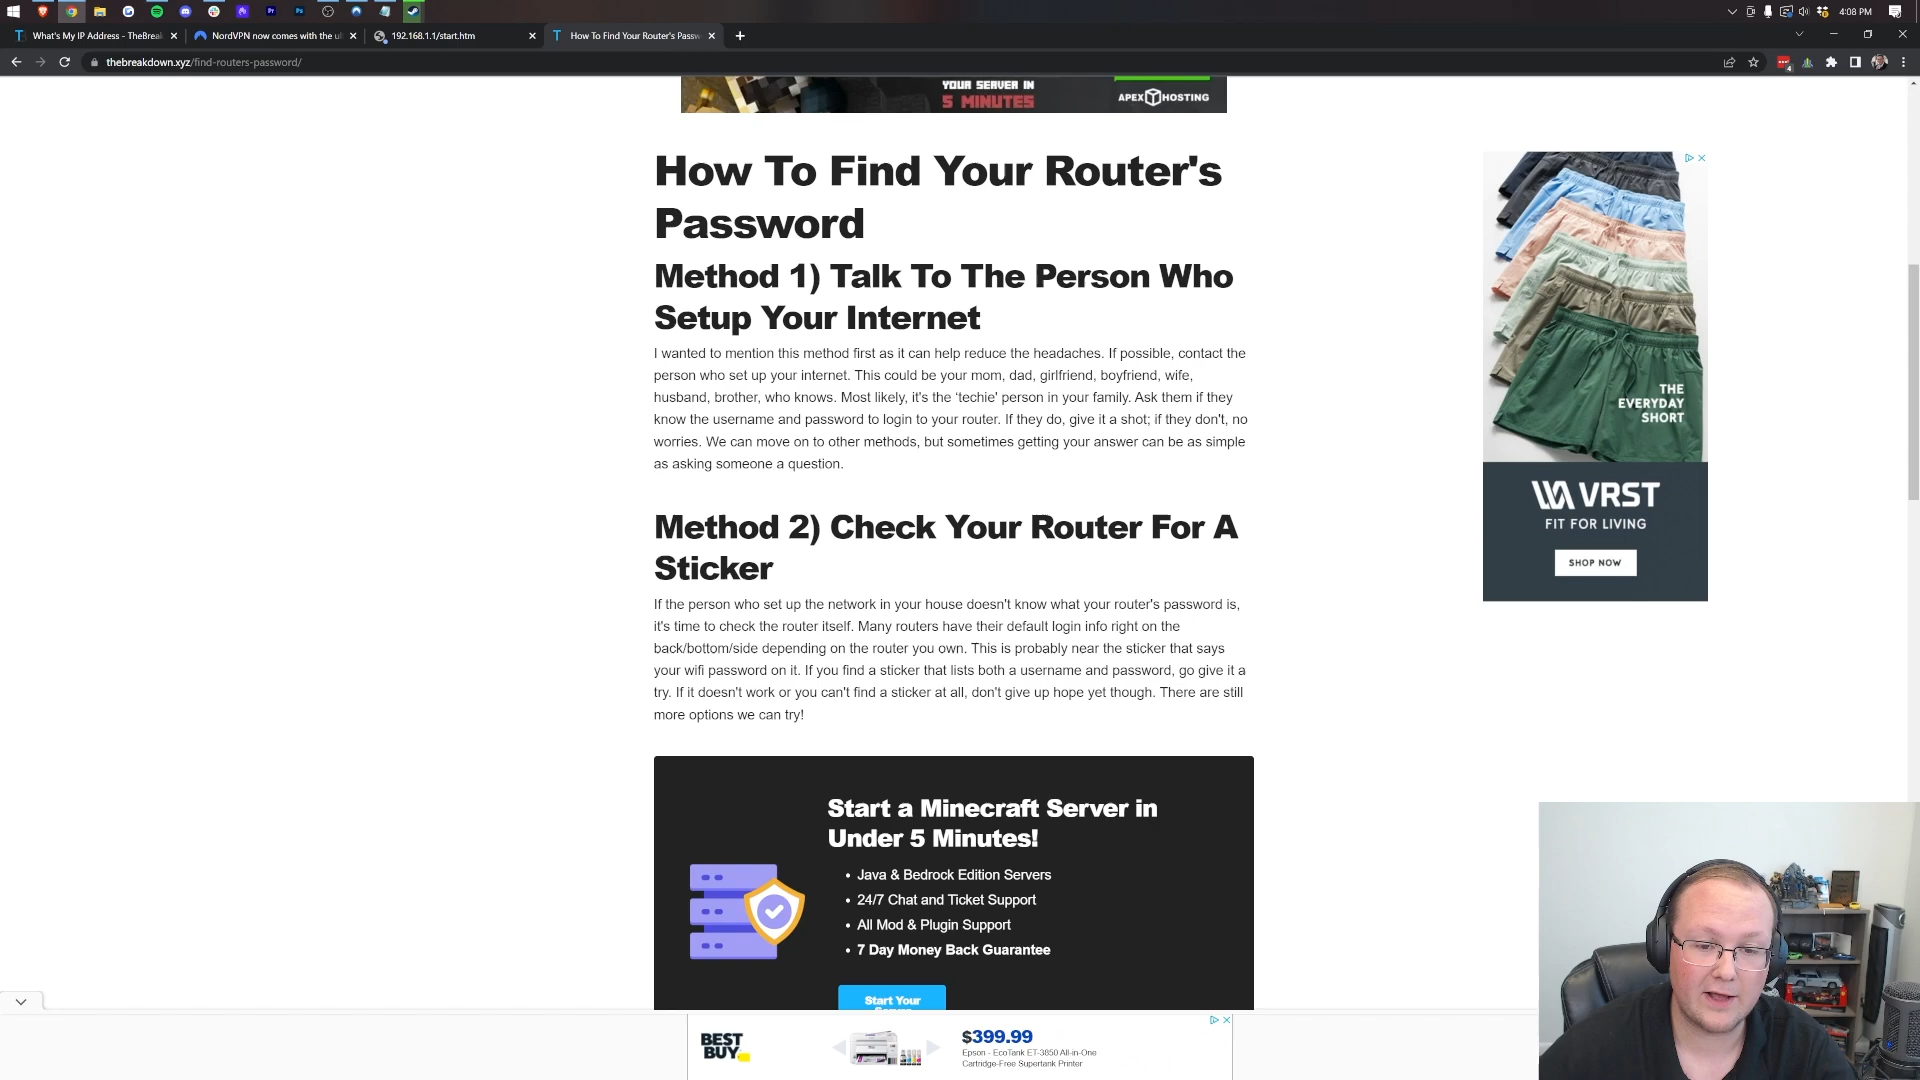 4:08 PM
What's My IP Address - TheBreak
NordVPN now comes with the ul
192.168.1.1/start.htm
How To Find Your Router's Passw
thebreakdown.xyz/find-routers-password/
4
YOUR SERVER IN
5 MINUTES
APEX HOSTING
How To Find Your Router's
Password
Method 1) Talk To The Person Who
Setup Your Internet
I wanted to mention this method first as it can help reduce the headaches. If possible, contact the
person who set up your internet. This could be your mom, dad, girlfriend, boyfriend, wife,
husband, brother, who knows. Most likely, it's the ‘techie' person in your family. Ask them if they
know the username and password to login to your router. If they do, give it a shot; if they don't, no
worries. We can move on to other methods, but sometimes getting your answer can be as simple
as asking someone a question.
Method 2) Check Your Router For A
Sticker
If the person who set up the network in your house doesn't know what your router's password is,
it's time to check the router itself. Many routers have their default login info right on the
back/bottom/side depending on the router you own. This is probably near the sticker that says
your wifi password on it. If you find a sticker that lists both a username and password, go give it a
try. If it doesn't work or you can't find a sticker at all, don't give up hope yet though. There are still
more options we can try!
Start a Minecraft Server in
Under 5 Minutes!
• Java & Bedrock Edition Servers
• 24/7 Chat and Ticket Support
• All Mod & Plugin Support
• 7 Day Money Back Guarantee
Start Your
THE
EVERYDAY
SHORT
VRST
FIT FOR LIVING
SHOP NOW
BEST
BUY
$399.99
Epson - EcoTank ET-3850 All-in-One
Cartridge-Free Supertank Printer